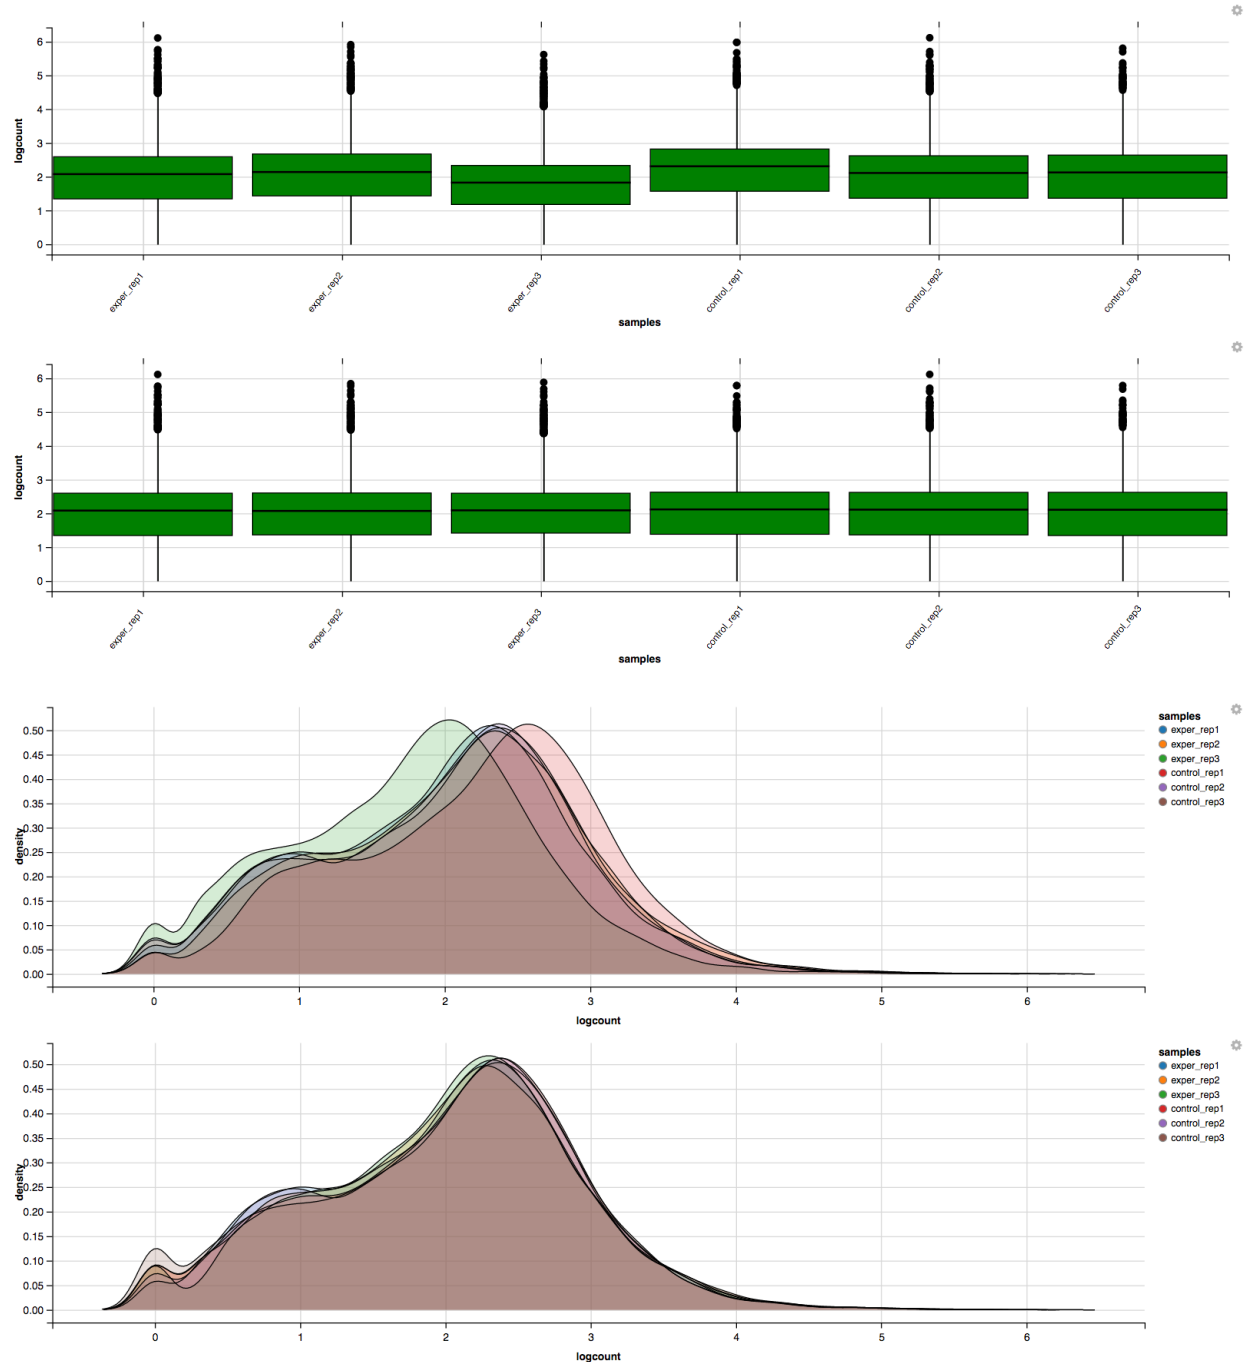 6
5
4
3
2
1
0
logcount
exper_rep1
exper_rep2
exper_rep3
control_rep1
control_rep2
control_rep3
samples
6
5
4
3
2
1
0
logcount
exper_rep1
exper_rep2
exper_rep3
control_rep1
control_rep2
control_rep3
samples
0.50
0.45
0.40
0.35
0.30
0.25
0.20
0.15
0.10
0.05
0.00
density
0 1 2 3 4 5 6
logcount
samples
exper_rep1
exper_rep2
exper_rep3
control_rep1
control_rep2
control_rep3
0.50
0.45
0.40
0.35
0.30
0.25
0.20
0.15
0.10
0.05
0.00
density
0 1 2 3 4 5 6
logcount
samples
exper_rep1
exper_rep2
exper_rep3
control_rep1
control_rep2
control_rep3